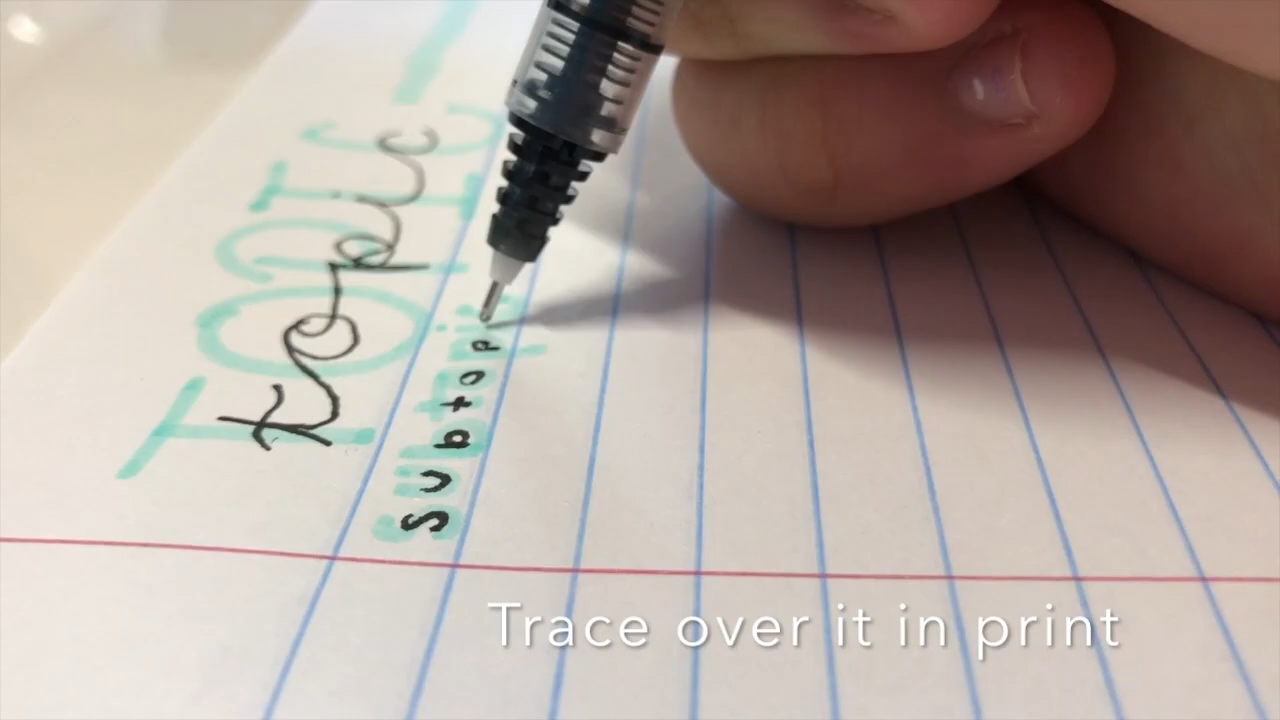 TOPIC
topic
Subtopic
Subtop
Trace over it in print